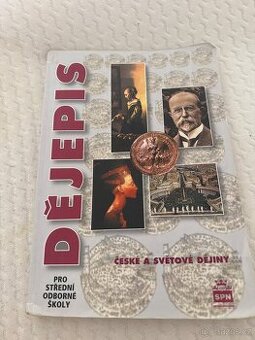 DĚJEPIS
PRO
STŘEDNÍ
ODBORNÉ
ŠKOLY
ČESKÉ A SVĚTOVÉ DĚJINY
SPN